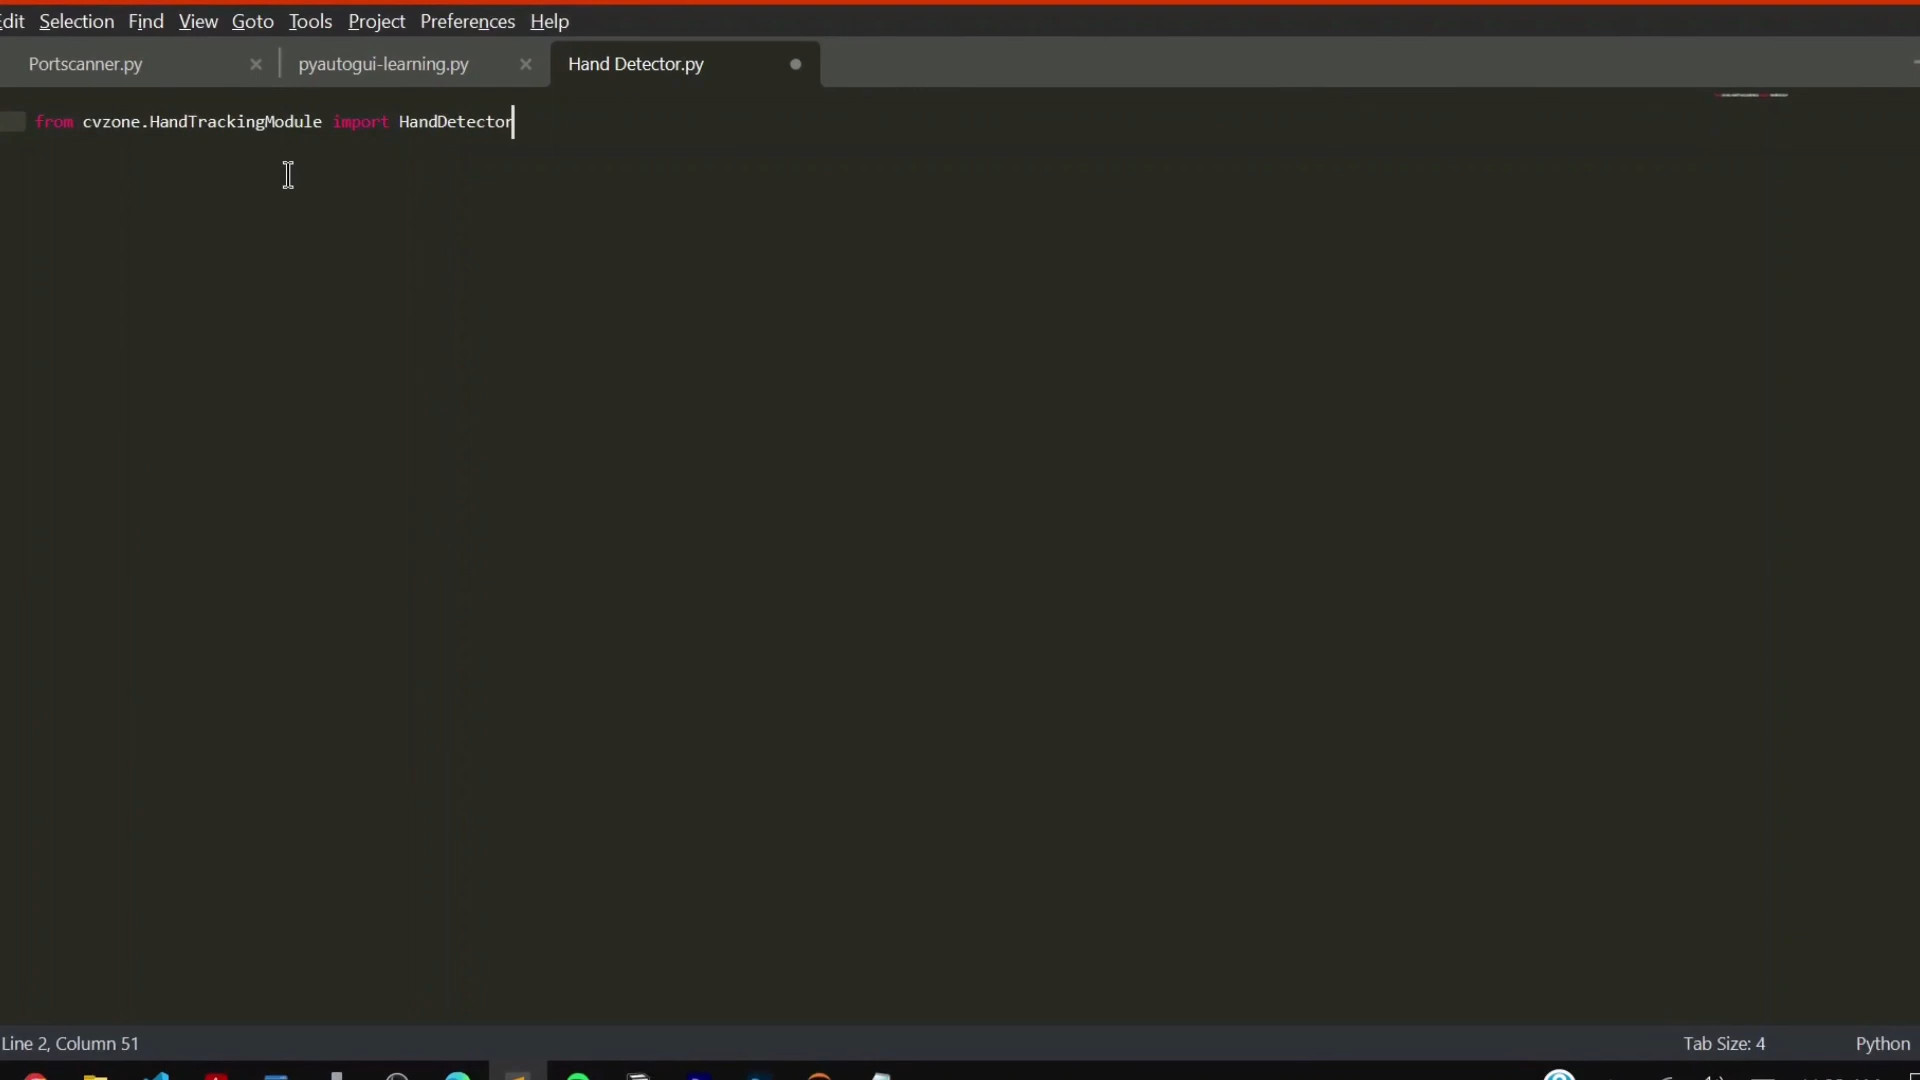 Edit Selection Find View Goto Tools Project Preferences Help
Portscanner.py pyautogui-learning.py Hand Detector.py
from cvzone.HandTrackingModule import HandDetector
Line 2, Column 51 Tab Size: 4 Python